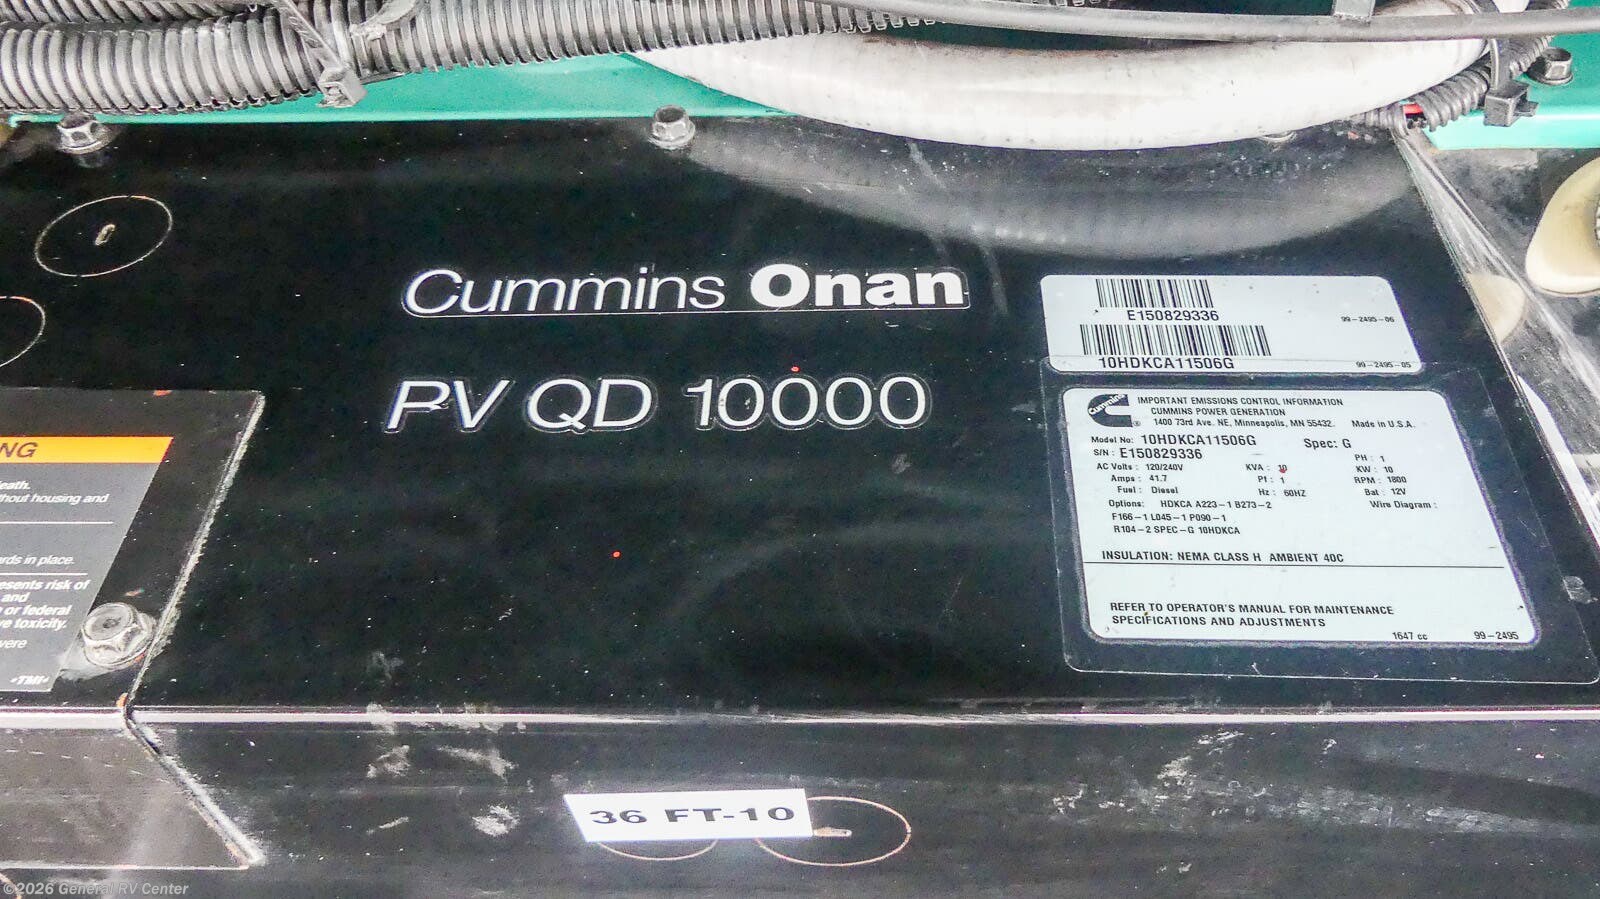 Cummins Onan
PV QD 10000
E150829336
99-2495-06
10HDKCA11506G
99-2495-05
Cummins
IMPORTANT EMISSIONS CONTROL INFORMATION
CUMMINS POWER GENERATION
1400 73rd Ave. NE, Minneapolis, MN 55432. Made in U.S.A.
Model No: 10HDKCA11506G Spec: G
S/N: E150829336 PH : 1
AC Volts : 120/240V KVA : 10 KW : 10
Amps : 41.7 Pf : 1 RPM : 1800
Fuel : Diesel Hz : 60HZ Bat : 12V
Options: HDKCA A223-1 B273-2 Wire Diagram :
F166-1 L045-1 P090-1
R104-2 SPEC-G 10HDKCA
INSULATION: NEMA CLASS H AMBIENT 40C
REFER TO OPERATOR'S MANUAL FOR MAINTENANCE
SPECIFICATIONS AND ADJUSTMENTS
1647 cc 99-2495
NG
eath.
thout housing and
rds in place.
esents risk of
and
or federal
ve toxicity.
vere
*TMI*
36 FT-10
©2026 General RV Center